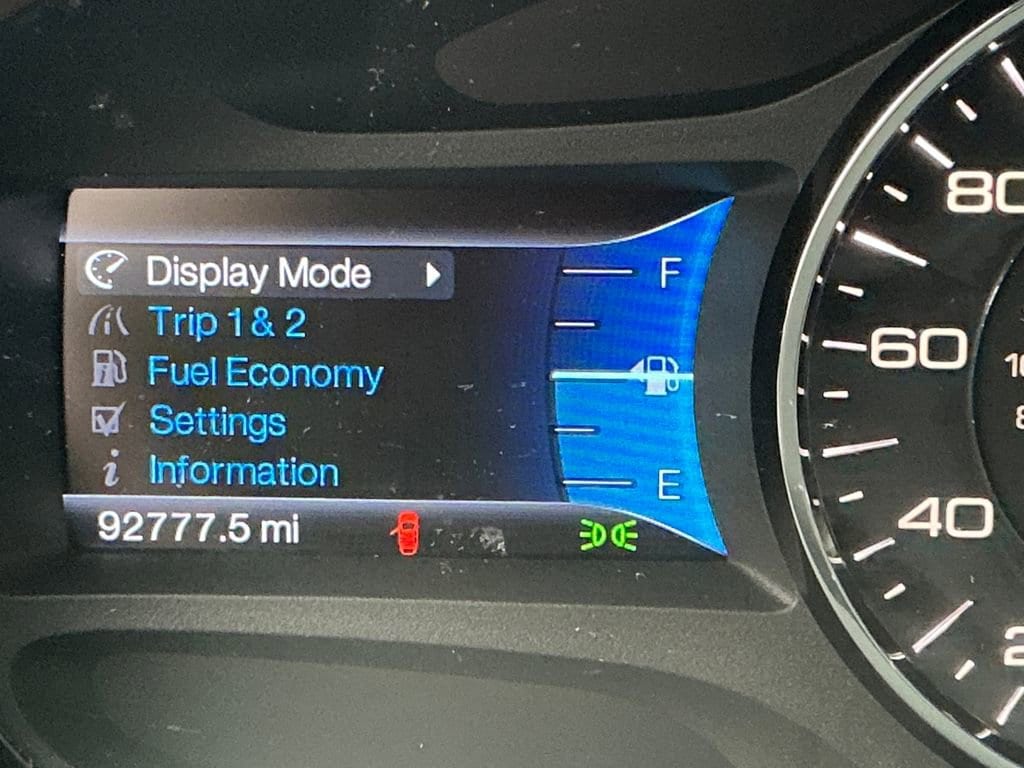 Display Mode
Trip 1 & 2
Fuel Economy
Settings
i Information
92777.5 mi
F
E
80
60
40